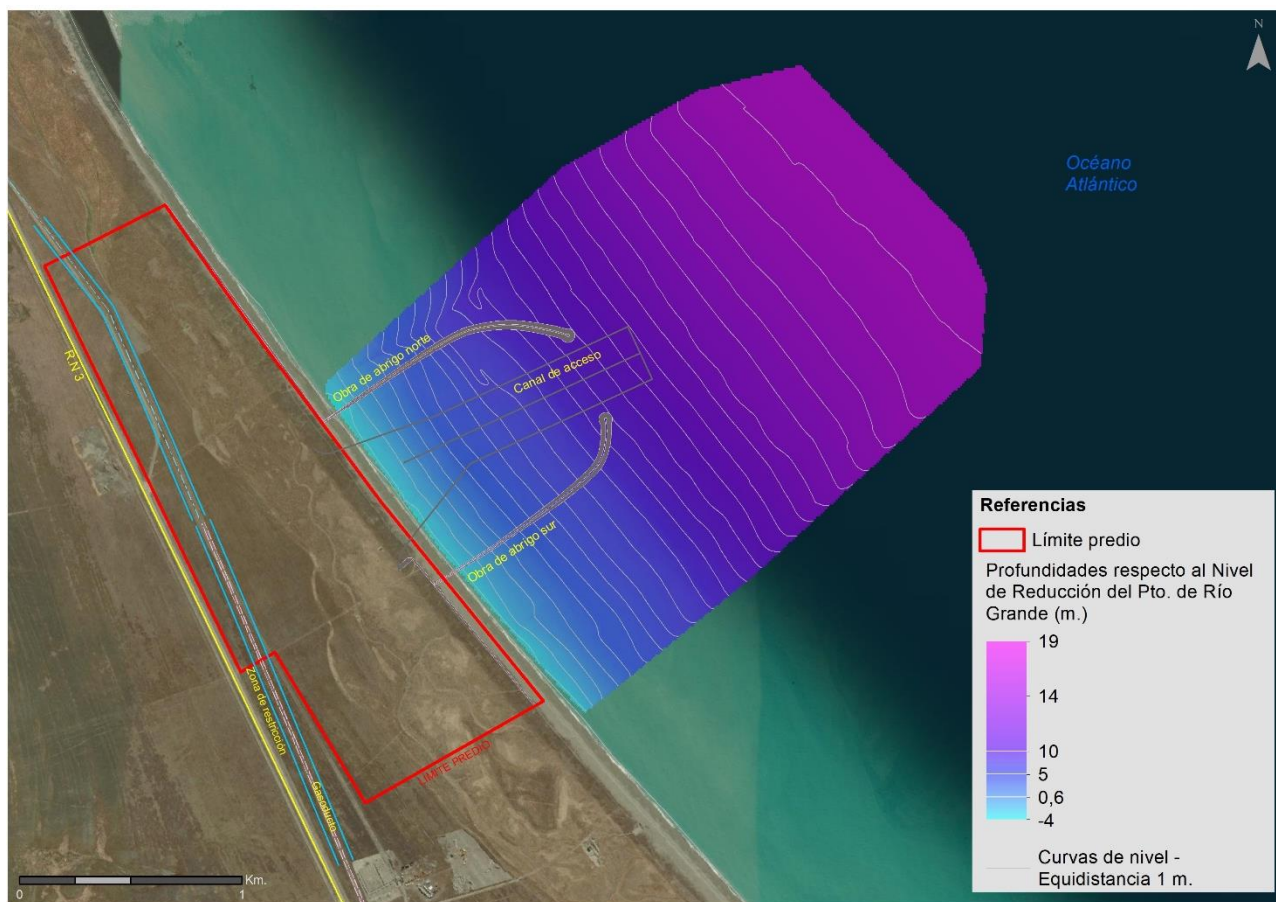 N
Océano
Atlántico
R.N 3
Obra de abrigo norte
Canal de acceso
Obra de abrigo sur
Zona de restricción
LÍMITE PREDIO
Gasoducto
Km.
0
1
Referencias
Límite predio
Profundidades respecto al Nivel
de Reducción del Pto. de Río
Grande (m.)
19
14
10
5
0,6
-4
Curvas de nivel -
Equidistancia 1 m.